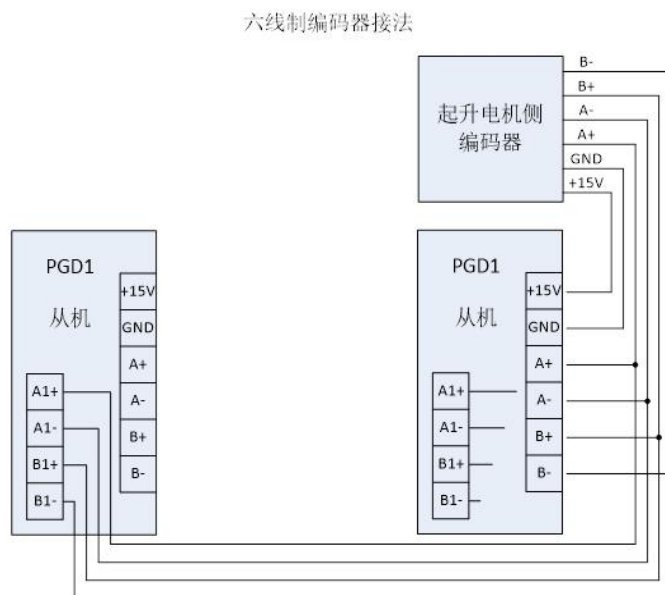 六线制编码器接法
B-
B+
A-
A+
GND
+15V
起升电机侧
编码器
PGD1
从机
+15V
GND
A+
A-
B+
B-
A1+
A1-
B1+
B1-
PGD1
从机
+15V
GND
A+
A-
B+
B-
A1+
A1-
B1+
B1-